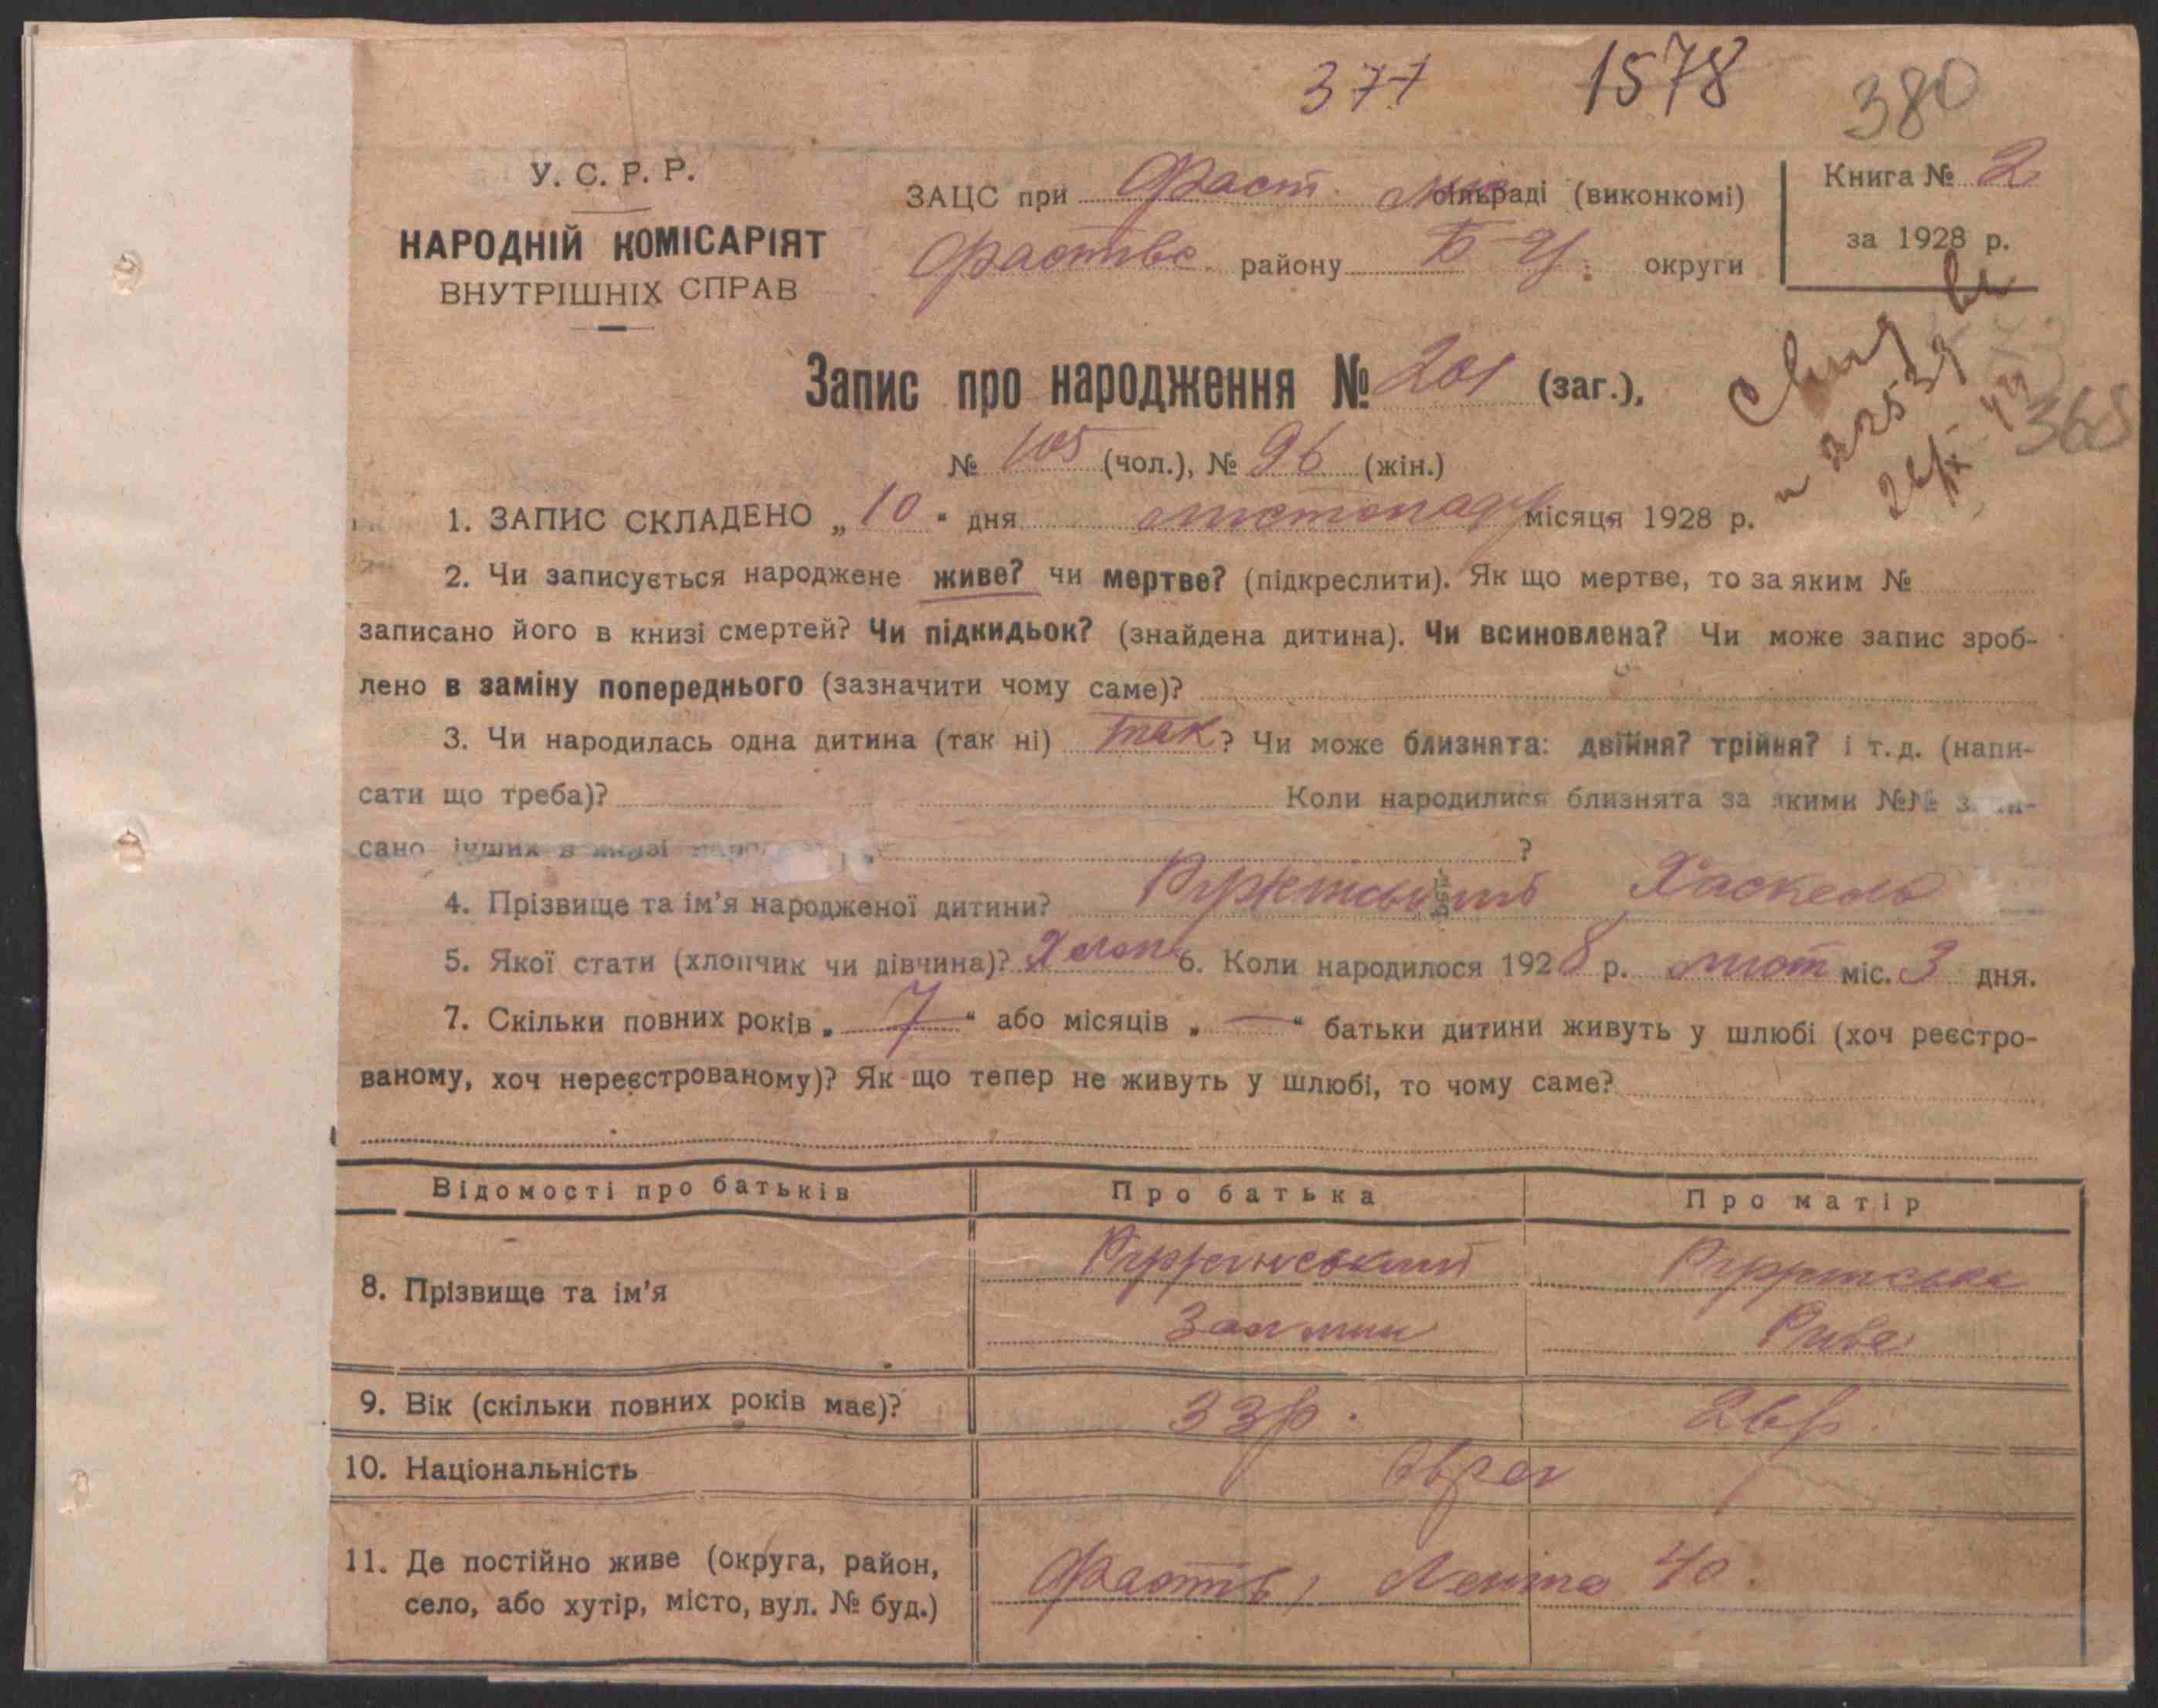 377 1578 380
У. С. Р. Р.
НАРОДНІЙ КОМІСАРІЯТ
ВНУТРІШНІХ СПРАВ
ЗАЦС при Фаст. сільраді (виконкомі)
району Б-Ц. округи
Книга № 2
за 1928 р.
Запис про народження № 201 (заг.),
№ 105 (чол.), № 96 (жін.)
368
1. ЗАПИС СКЛАДЕНО „ 10 " дня листопаду місяця 1928 р.
2. Чи записується народжене живе? чи мертве? (підкреслити). Як що мертве, то за яким №
записано його в книзі смертей? Чи підкидьок? (знайдена дитина). Чи всиновлена? Чи може запис зроб-
лено в заміну попереднього (зазначити чому саме)?
3. Чи народилась одна дитина (так ні) так ? Чи може близнята: двійня? трійня? і т. д. (напи-
сати що треба)? Коли народилися близнята за якими №№
сано інших в книзі ?
4. Прізвище та ім'я народженої дитини? Хаскель
5. Якої стати (хлопчик чи дівчина)? Хлоп 6. Коли народилося 1928 р. лют міс. 3 дня.
7. Скільки повних років „ 7 " або місяців „ — " батьки дитини живуть у шлюбі (хоч реєстро-
ваному, хоч нереєстрованому)? Як що тепер не живуть у шлюбі, то чому саме?
Відомості про батьків Про батька Про матір
8. Прізвище та ім'я
9. Вік (скільки повних років має)? 33 р. 26 р.
10. Національність Євреї
11. Де постійно живе (округа, район, село, або хутір, місто, вул. № буд.) Фастів, Леніна 40.